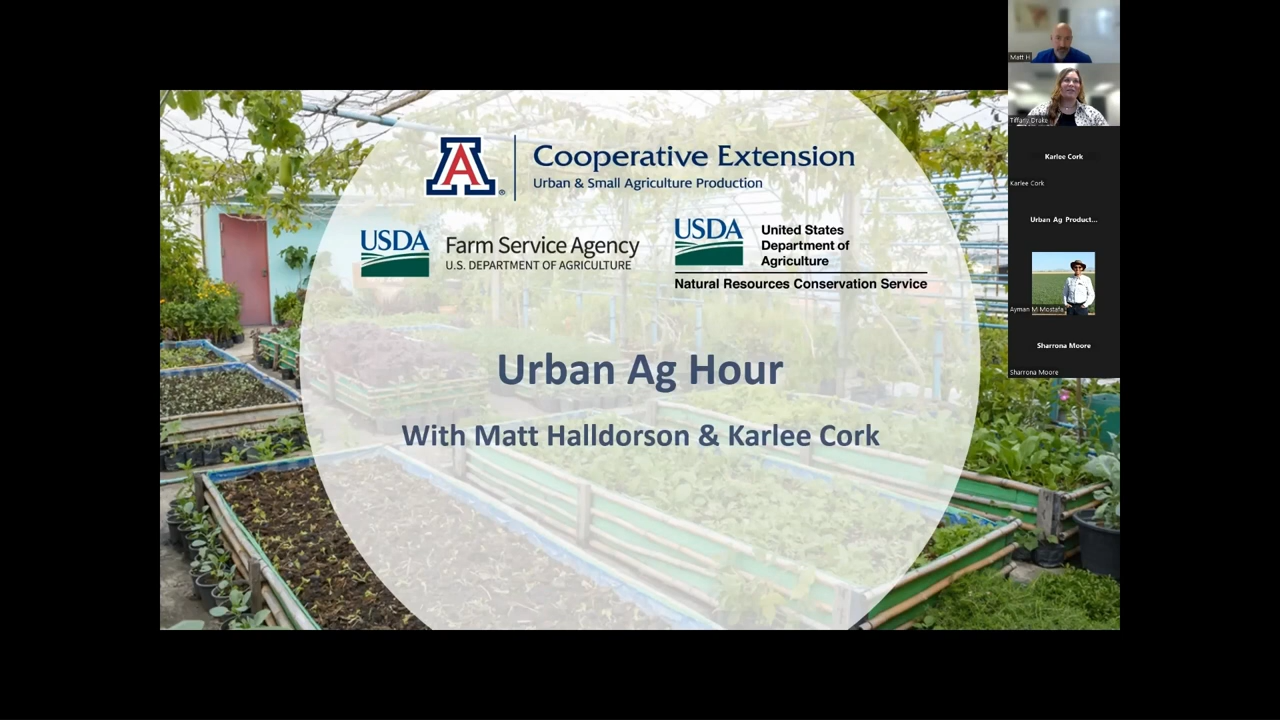 A
Cooperative Extension
Urban & Small Agriculture Production
USDA
Farm Service Agency
U.S. DEPARTMENT OF AGRICULTURE
USDA
United States
Department of
Agriculture
Natural Resources Conservation Service
Urban Ag Hour
With Matt Halldorson & Karlee Cork
Matt H
Tiffany Drake
Karlee Cork
Karlee Cork
Urban Ag Product...
Ayman M Mostafa
Sharrona Moore
Sharrona Moore